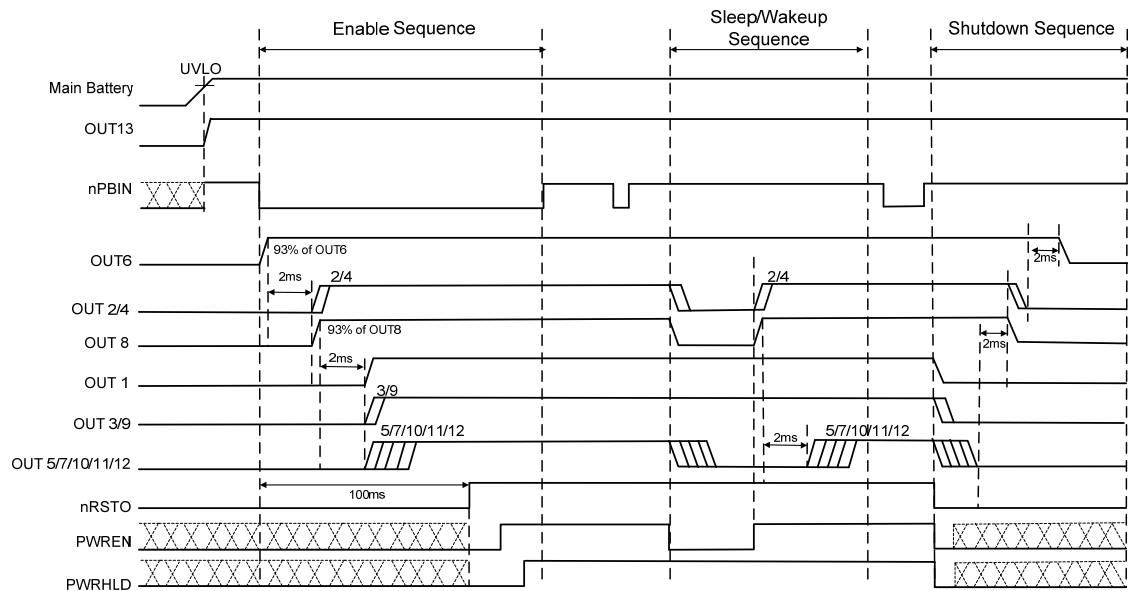 Enable Sequence
Sleep/Wakeup
Sequence
Shutdown Sequence
UVLO
Main Battery
OUT13
nPBIN
93% of OUT6
OUT6
2ms
2ms
2/4
2/4
OUT 2/4
93% of OUT8
OUT 8
2ms
2ms
OUT 1
3/9
OUT 3/9
5/7/10/11/12
2ms
5/7/10/11/12
OUT 5/7/10/11/12
100ms
nRSTO
PWREN
PWRHLD